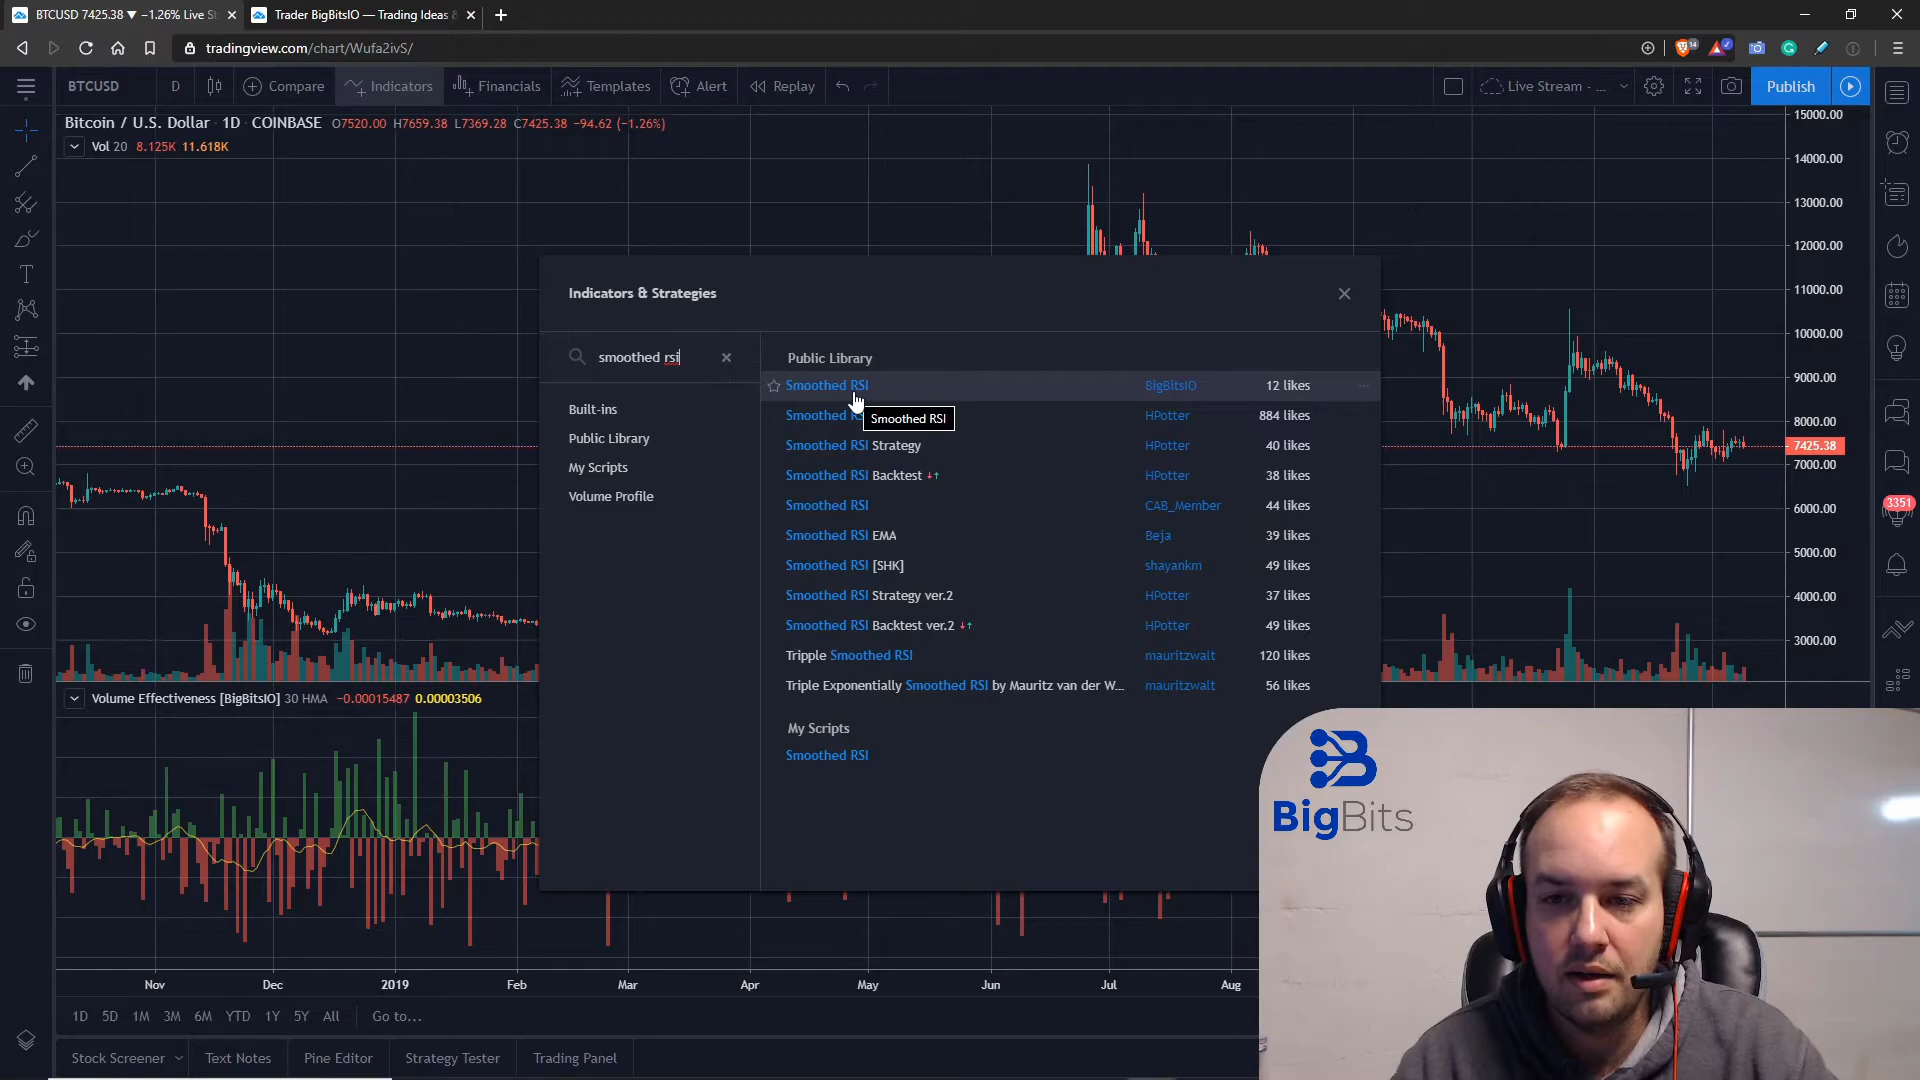 BTCUSD 7425.38 ▼ −1.26% Live St
Trader BigBitsIO — Trading Ideas &
tradingview.com/chart/Wufa2ivS/
14
BTCUSD
D
Compare
Indicators
Financials
Templates
Alert
Replay
Live Stream - ...
Publish
Bitcoin / U.S. Dollar · 1D · COINBASE O7520.00 H7659.38 L7369.28 C7425.38 −94.62 (−1.26%)
Vol 20 8.125K 11.618K
15000.00
14000.00
13000.00
12000.00
11000.00
10000.00
9000.00
8000.00
7425.38
7000.00
6000.00
5000.00
4000.00
3000.00
3351
Indicators & Strategies
smoothed rsi
Built-ins
Public Library
My Scripts
Volume Profile
Public Library
Smoothed RSI BigBitsIO 12 likes
Smoothed RSI HPotter 884 likes
Smoothed RSI
Smoothed RSI Strategy HPotter 40 likes
Smoothed RSI Backtest HPotter 38 likes
Smoothed RSI CAB_Member 44 likes
Smoothed RSI EMA Beja 39 likes
Smoothed RSI [SHK] shayankm 49 likes
Smoothed RSI Strategy ver.2 HPotter 37 likes
Smoothed RSI Backtest ver.2 HPotter 49 likes
Tripple Smoothed RSI mauritzwalt 120 likes
Triple Exponentially Smoothed RSI by Mauritz van der W... mauritzwalt 56 likes
My Scripts
Smoothed RSI
Volume Effectiveness [BigBitsIO] 30 HMA −0.00015487 0.00003506
BigBits
Nov Dec 2019 Feb Mar Apr May Jun Jul Aug
1D 5D 1M 3M 6M YTD 1Y 5Y All Go to...
Stock Screener Text Notes Pine Editor Strategy Tester Trading Panel